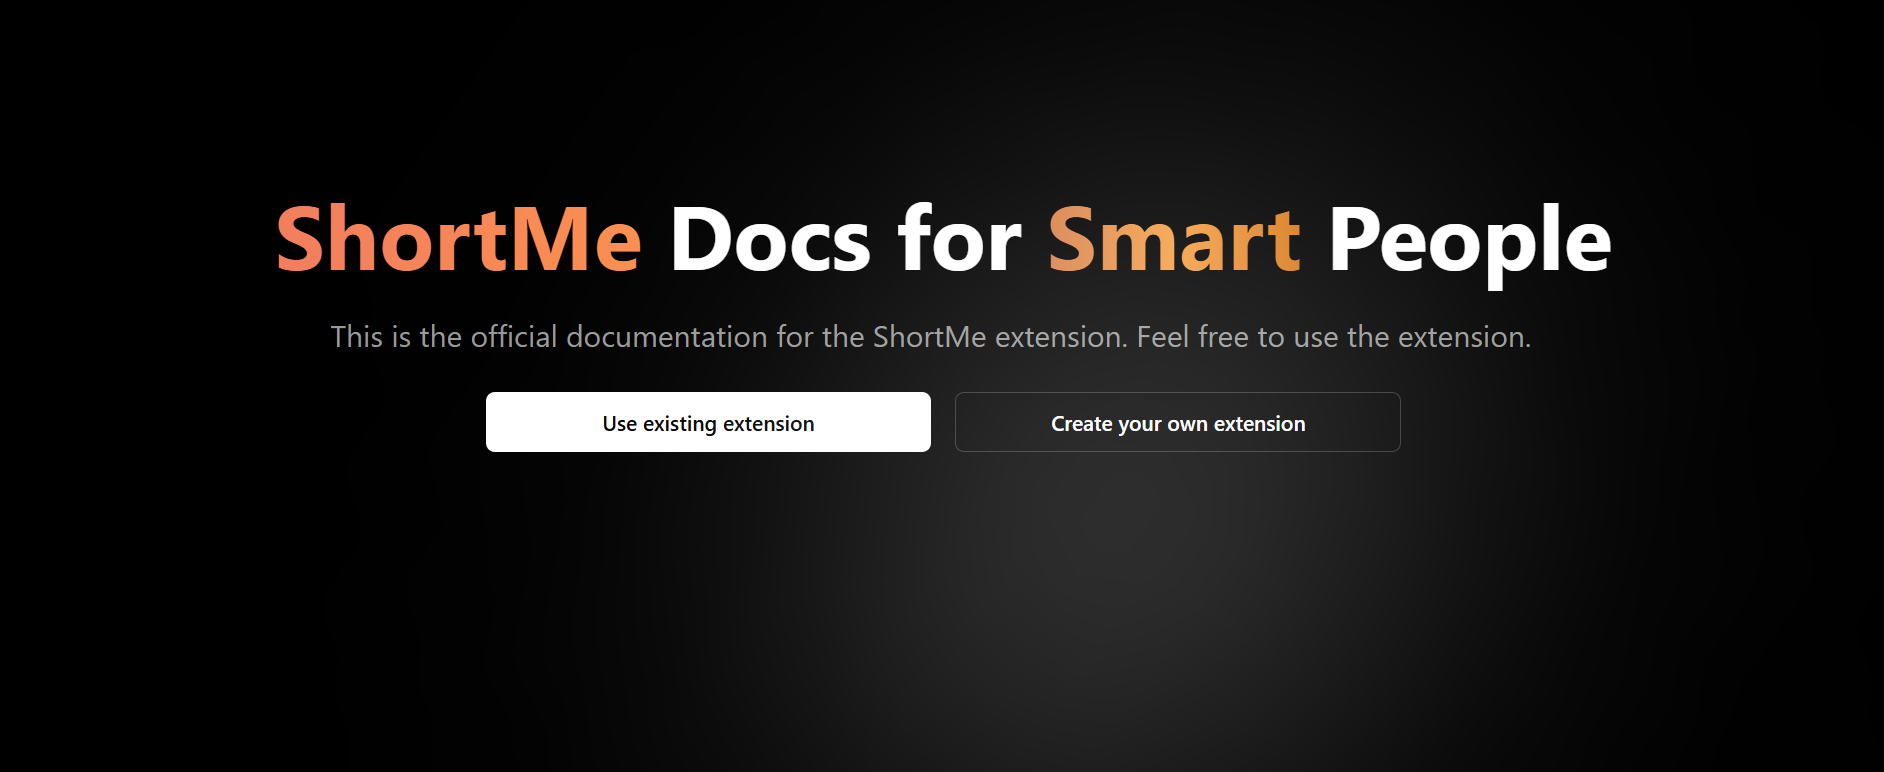 ShortMe Docs for Smart People
This is the official documentation for the ShortMe extension. Feel free to use the extension.
Use existing extension
Create your own extension